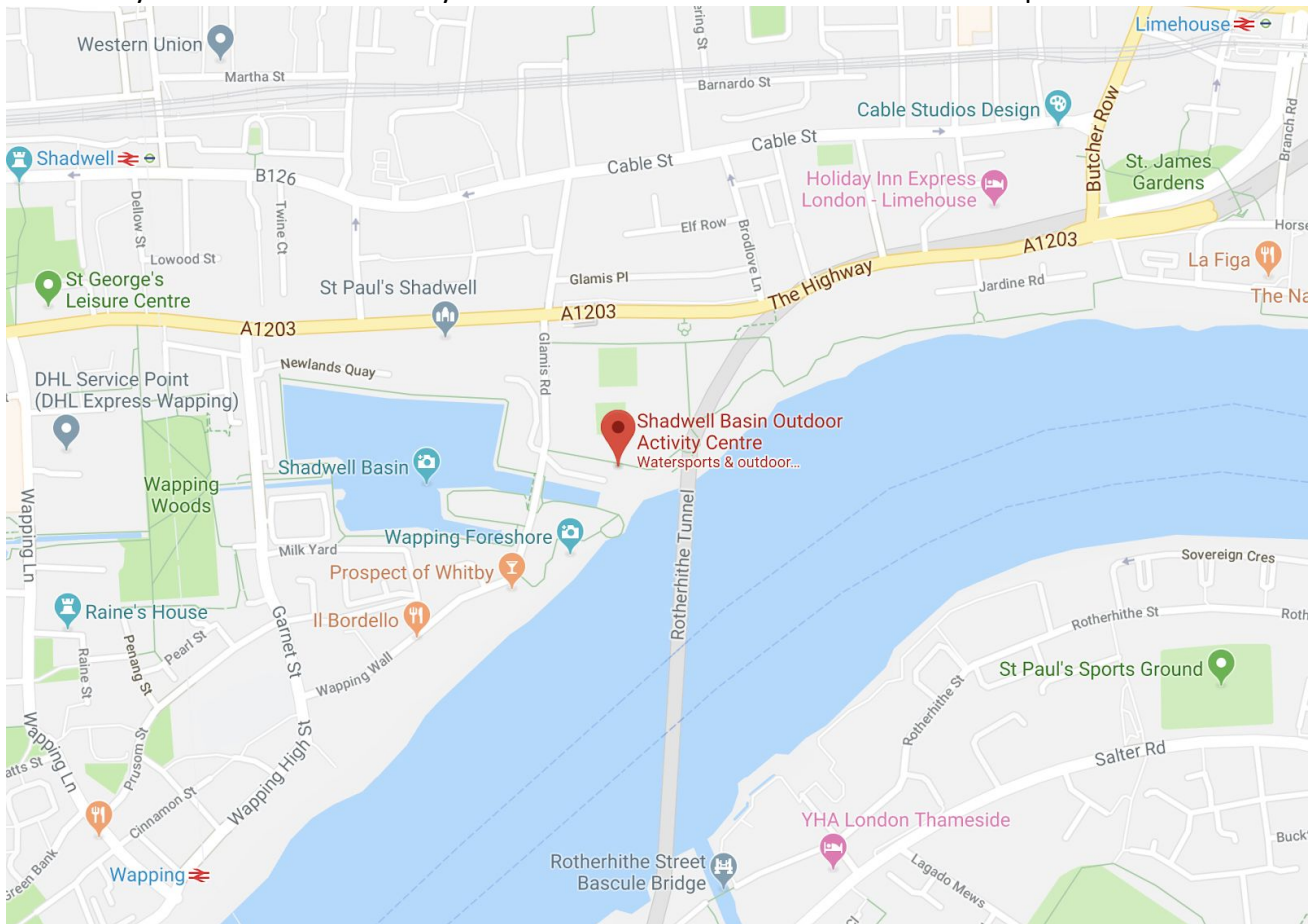 Western Union
Martha St
Barnardo St
Limehouse
Cable Studios Design
Cable St
Cable St
Butcher Row
Branch Rd
St. James
Gardens
Shadwell
B126
Holiday Inn Express
London - Limehouse
Dellow St
Twine Ct
Elf Row
Brodlove Ln
A1203
Lowood St
St George's
Leisure Centre
St Paul's Shadwell
Glamis Pl
The Highway
Jardine Rd
La Figa
A1203
A1203
Glamis Rd
Newlands Quay
DHL Service Point
(DHL Express Wapping)
Shadwell Basin Outdoor
Activity Centre
Watersports & outdoor...
Shadwell Basin
Wapping
Woods
Wapping Ln
Wapping Foreshore
Milk Yard
Prospect of Whitby
Rotherhithe Tunnel
Sovereign Cres
Raine's House
Il Bordello
Rotherhithe St
Garnet St
Pearl St
Penang St
Raine St
Wapping Wall
St Paul's Sports Ground
Rotherhithe St
Wapping Ln
Prusom St
Wapping High St
Salter Rd
Cinnamon St
YHA London Thameside
Green Bank
Wapping
Rotherhithe Street
Bascule Bridge
Lagado Mews